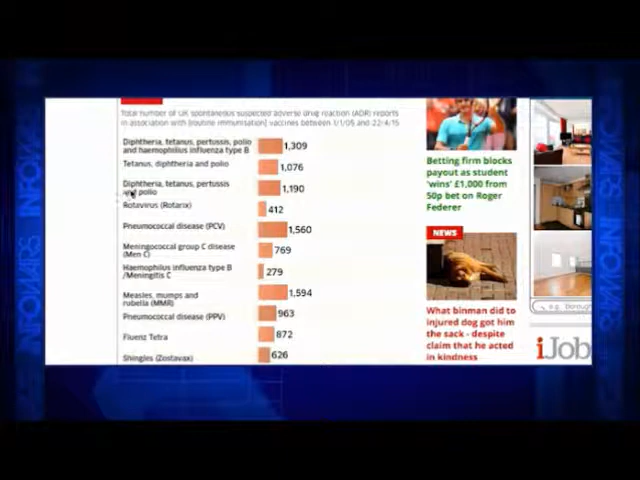 Total number of UK spontaneous suspected adverse drug reaction (ADR) reports
in association with [routine immunisation] vaccines between 1/1/05 and 22/4/15
Diphtheria, tetanus, pertussis, polio
and haemophilus influenza type B
1,309
Tetanus, diphtheria and polio
1,076
Diphtheria, tetanus, pertussis
and polio
1,190
Rotavirus (Rotarix)
412
Pneumococcal disease (PCV)
1,560
Meningococcal group C disease
(Men C)
769
Haemophilus influenza type B
/Meningitis C
279
Measles, mumps and
rubella (MMR)
1,594
Pneumococcal disease (PPV)
963
Fluenz Tetra
872
Shingles (Zostavax)
626
Betting firm blocks
payout as student
'wins' £1,000 from
50p bet on Roger
Federer
NEWS
What binman did to
injured dog got him
the sack - despite
claim that he acted
in kindness
e.g., Borough
iJob
INFOWARS
INFOWARS